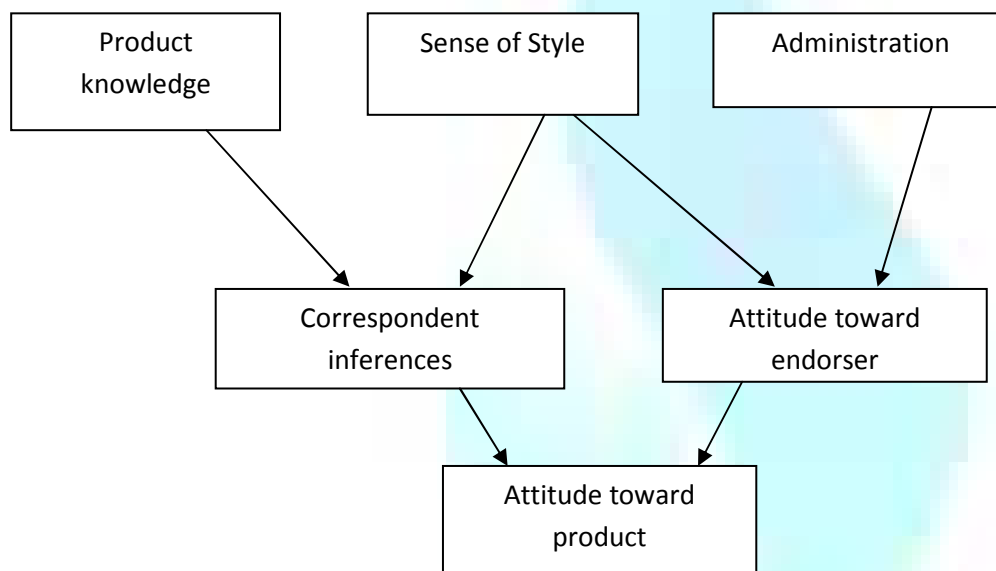 Product
knowledge
Sense of Style
Administration
Correspondent
inferences
Attitude toward
endorser
Attitude toward
product